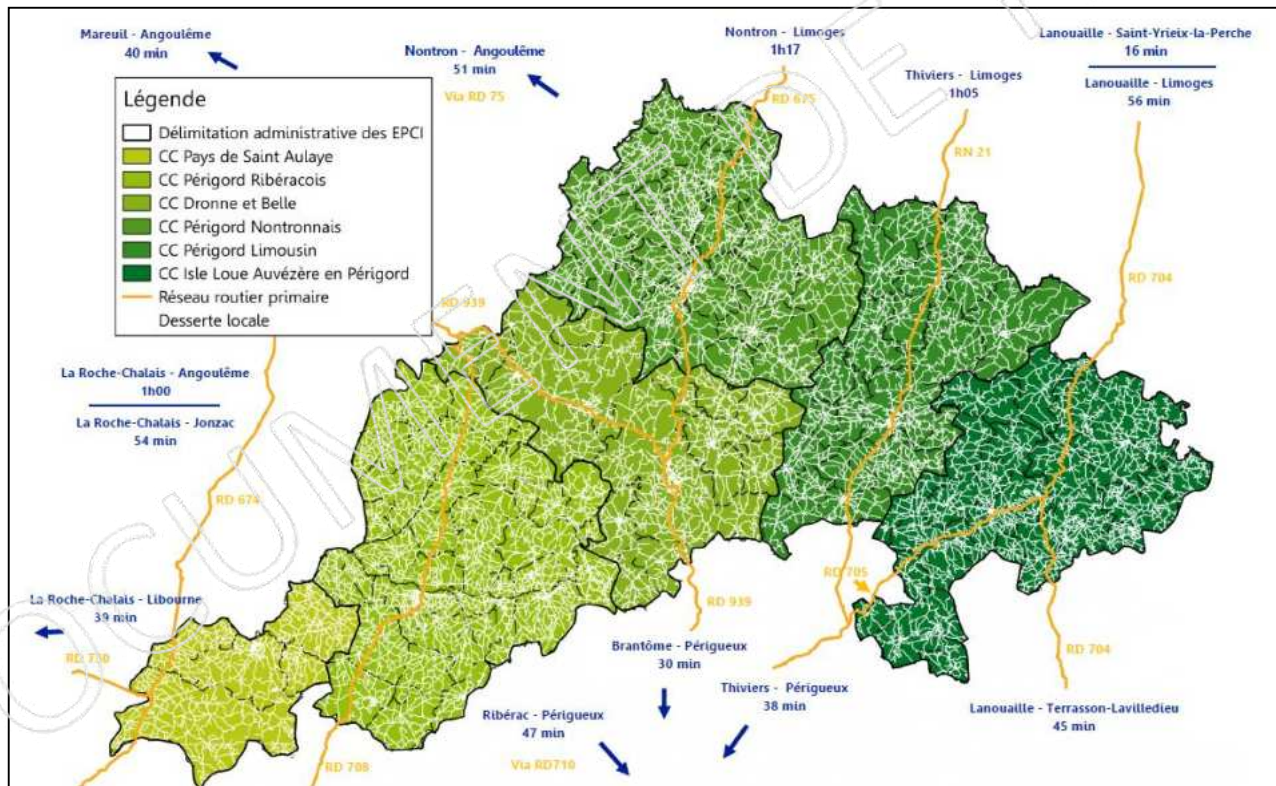 Mareuil - Angoulême
40 min
Nontron - Angoulême
51 min
Via RD 75
Nontron - Limoges
1h17
RD 675
Thiviers - Limoges
1h05
RN 21
Lanouaille - Saint-Yrieix-la-Perche
16 min
Lanouaille - Limoges
56 min
RD 704
Légende
Délimitation administrative des EPCI
CC Pays de Saint Aulaye
CC Périgord Ribéracois
CC Dronne et Belle
CC Périgord Nontronnais
CC Périgord Limousin
CC Isle Loue Auvézère en Périgord
Réseau routier primaire
Desserte locale
RD 939
La Roche-Chalais - Angoulême
1h00
La Roche-Chalais - Jonzac
54 min
RD 674
La Roche-Chalais - Libourne
39 min
RD 730
RD 708
Ribérac - Périgueux
47 min
Via RD710
RD 939
Brantôme - Périgueux
30 min
RD 705
Thiviers - Périgueux
38 min
RD 704
Lanouaille - Terrasson-Lavilledieu
45 min
OCUMENT DE T